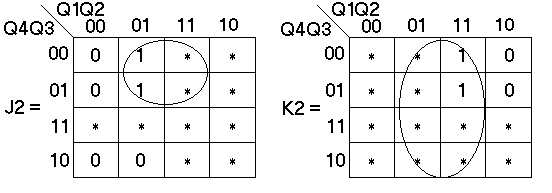 Q1Q2 Q1Q2
Q4Q3 00 01 11 10 Q4Q3 00 01 11 10
00 0 1 * * 00 * * 1 0
01 0 1 * * 01 * * 1 0
J2 = K2 =
11 * * * * 11 * * * *
10 0 0 * * 10 * * * *